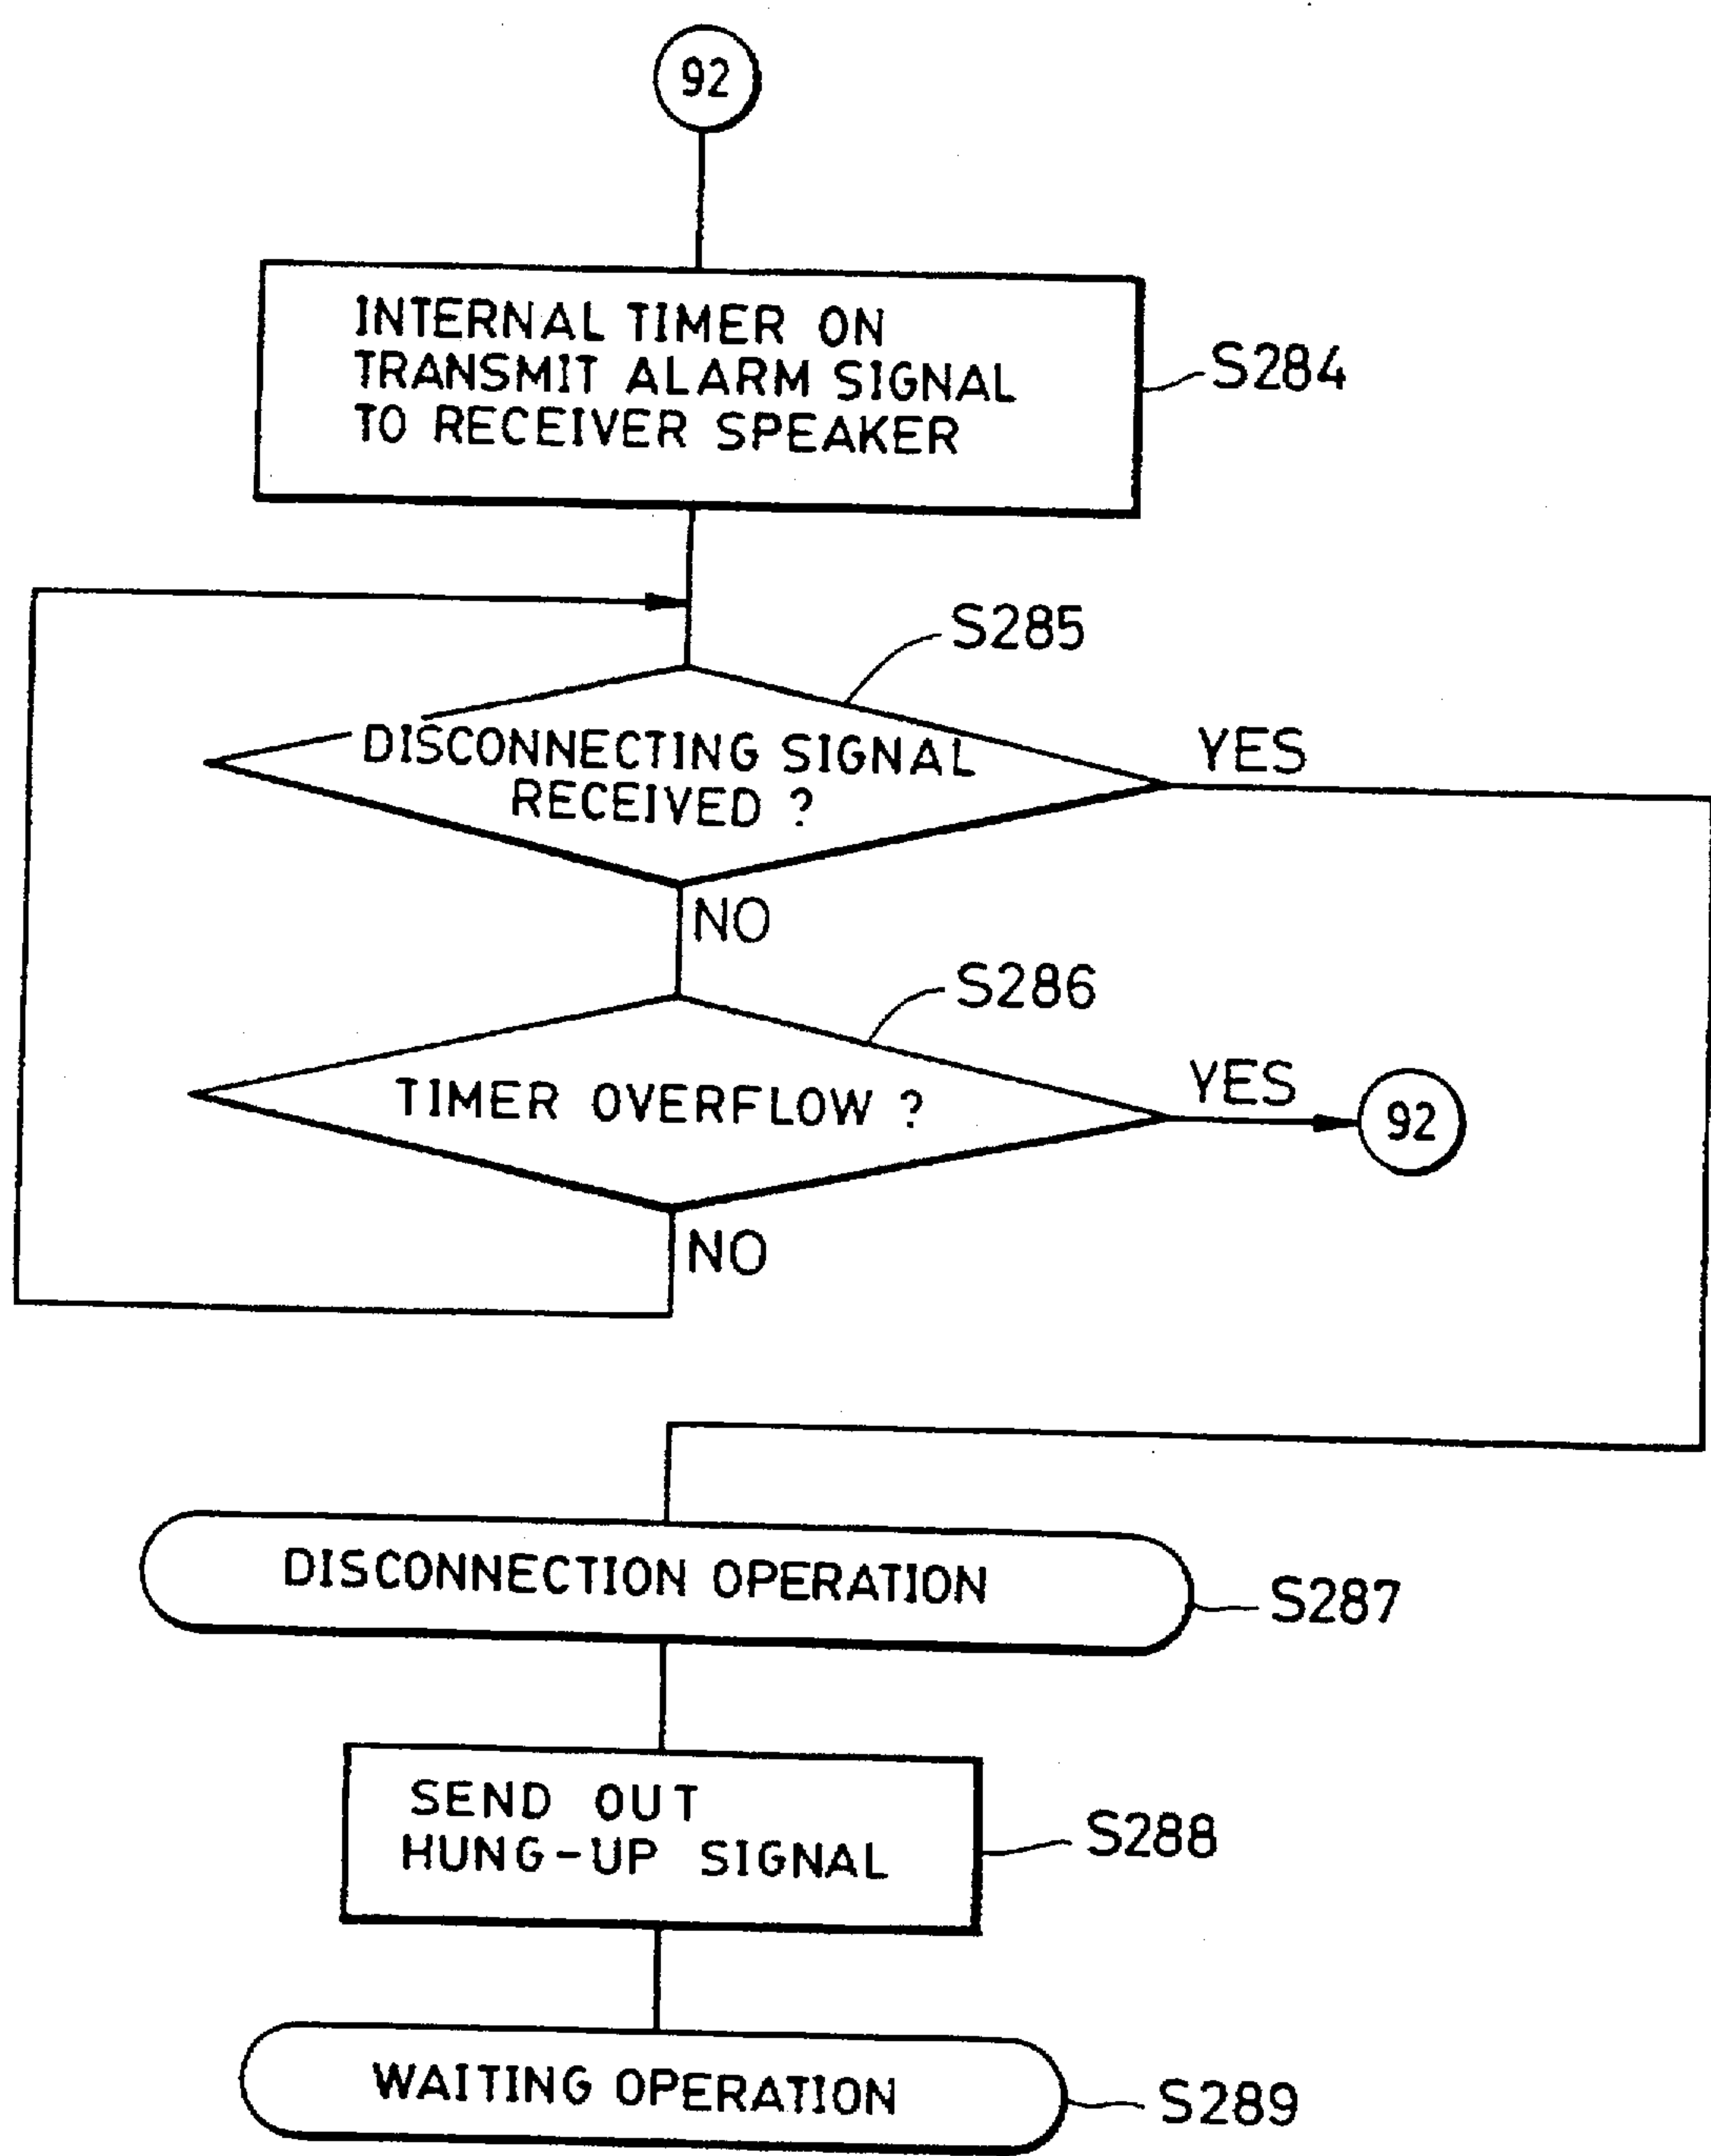 92
INTERNAL TIMER ON
TRANSMIT ALARM SIGNAL
TO RECEIVER SPEAKER
S284
S285
DISCONNECTING SIGNAL
RECEIVED ?
YES
NO
S286
TIMER OVERFLOW ?
YES
92
NO
DISCONNECTION OPERATION
S287
SEND OUT
HUNG-UP SIGNAL
S288
WAITING OPERATION
S289